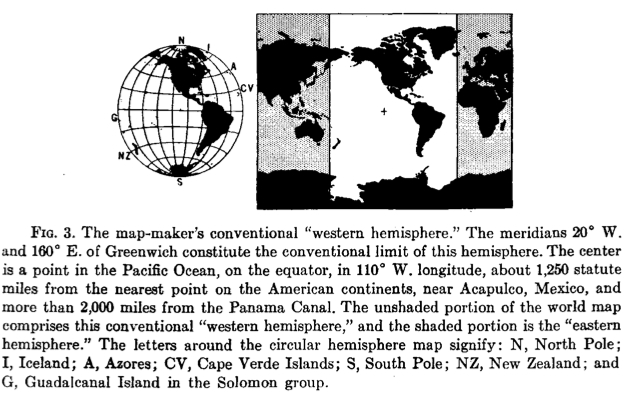 N
I
A
CV
G
NZ
S
FIG. 3. The map-maker's conventional "western hemisphere." The meridians 20° W.
and 160° E. of Greenwich constitute the conventional limit of this hemisphere. The center
is a point in the Pacific Ocean, on the equator, in 110° W. longitude, about 1,250 statute
miles from the nearest point on the American continents, near Acapulco, Mexico, and
more than 2,000 miles from the Panama Canal. The unshaded portion of the world map
comprises this conventional "western hemisphere," and the shaded portion is the "eastern
hemisphere." The letters around the circular hemisphere map signify: N, North Pole;
I, Iceland; A, Azores; CV, Cape Verde Islands; S, South Pole; NZ, New Zealand; and
G, Guadalcanal Island in the Solomon group.